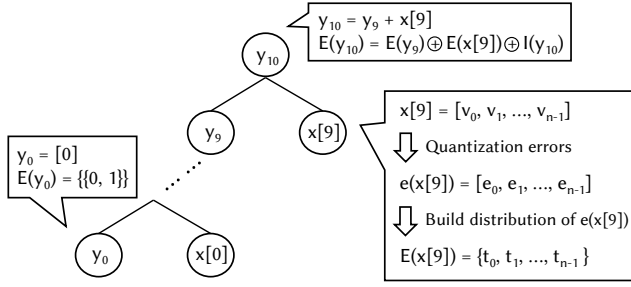 y₁₀ = y₉ + x[9]
E(y₁₀) = E(y₉) ⊕ E(x[9]) ⊕ I(y₁₀)
y₁₀
y₉
x[9]
y₀ = [0]
E(y₀) = {{0, 1}}
y₀
x[0]
x[9] = [v₀, v₁, ..., vₙ₋₁]
Quantization errors
e(x[9]) = [e₀, e₁, ..., eₙ₋₁]
Build distribution of e(x[9])
E(x[9]) = {t₀, t₁, ..., tₙ₋₁}